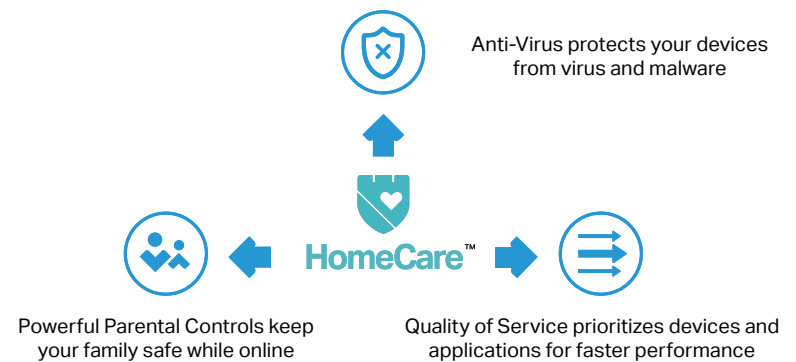 Anti-Virus protects your devices
from virus and malware
HomeCare™
Powerful Parental Controls keep
your family safe while online
Quality of Service prioritizes devices and
applications for faster performance